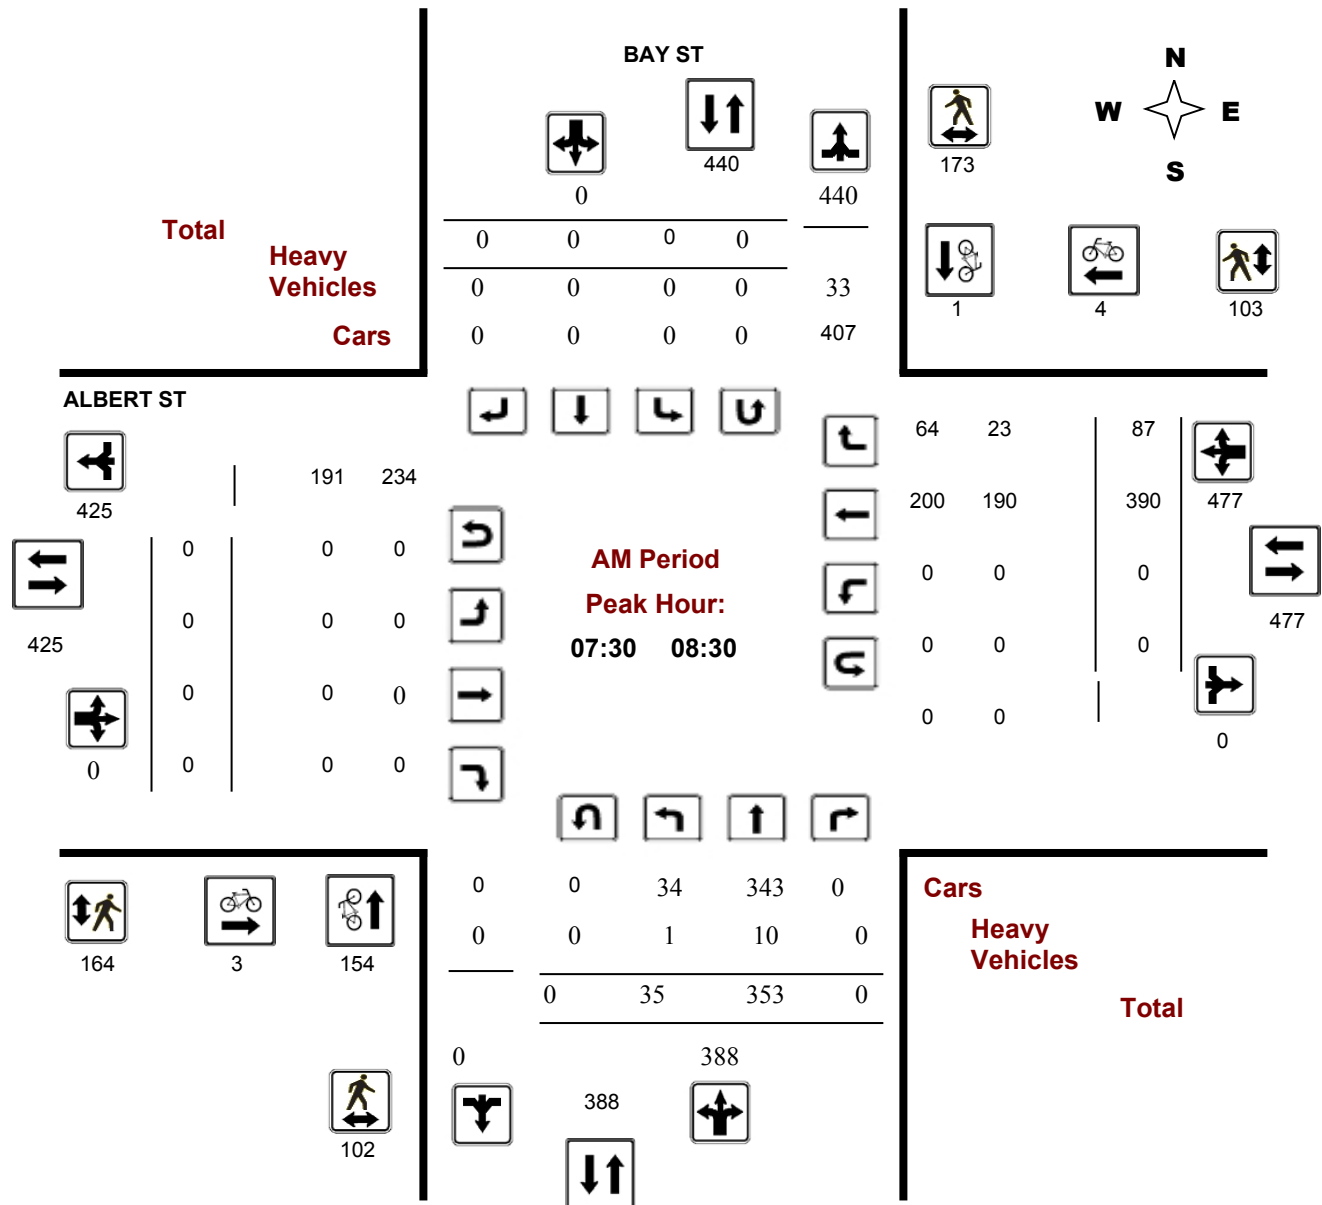 BAY ST
N
W E
S
440
173
0 440
Total
0 0 0 0
Heavy
Vehicles
0 0 0 0 33
1 4 103
Cars
0 0 0 0 407
ALBERT ST
64 23 87
191 234
425
200 190 390 477
0 0 0
AM Period
0 0 0
Peak Hour:
0 0 0
477
425
07:30 08:30
0 0 0
0 0 0
0 0
0
0 0 0 0
0 0 34 343 0
Cars
0 0 1 10 0
Heavy
Vehicles
164 3 154
0 35 353 0
Total
0 388
388
102